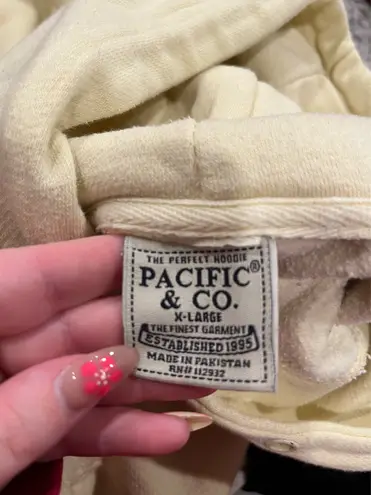 THE PERFECT HOODIE
PACIFIC®
& CO.
X-LARGE
THE FINEST GARMENT
ESTABLISHED 1995
MADE IN PAKISTAN
RN# 112932